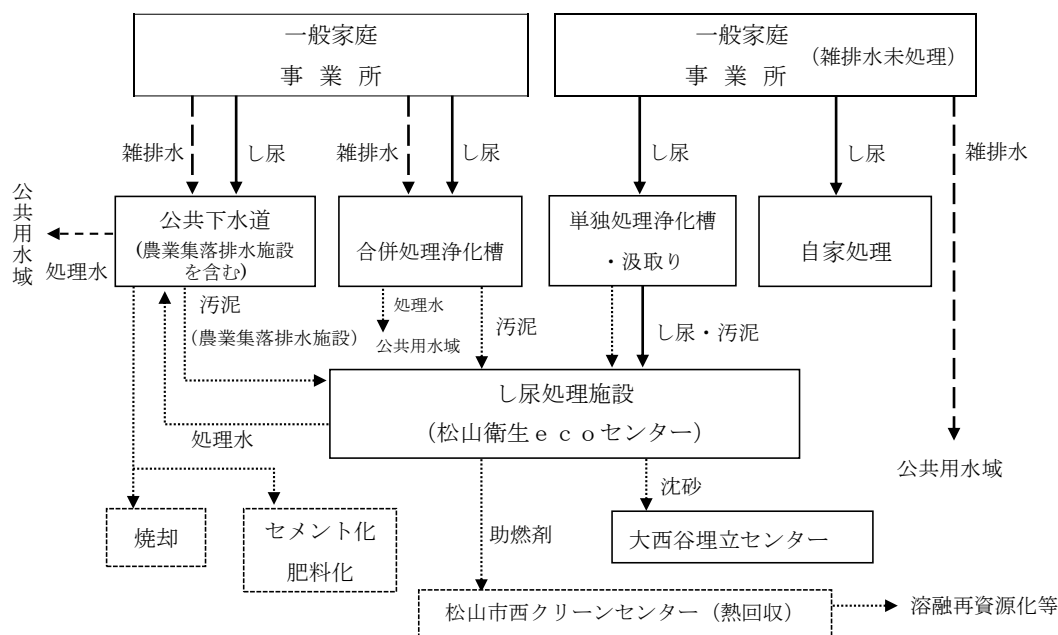 一般家庭
事 業 所
一般家庭
事 業 所
(雑排水未処理)
雑排水
し尿
雑排水
し尿
し尿
し尿
雑排水
公共用水域
処理水
公共下水道
(農業集落排水施設
を含む)
合併処理浄化槽
単独処理浄化槽
・汲取り
自家処理
汚泥
(農業集落排水施設)
処理水
公共用水域
汚泥
し尿・汚泥
し尿処理施設
(松山衛生ecoセンター)
処理水
公共用水域
沈砂
助燃剤
焼却
セメント化
肥料化
大西谷埋立センター
松山市西クリーンセンター(熱回収)
溶融再資源化等